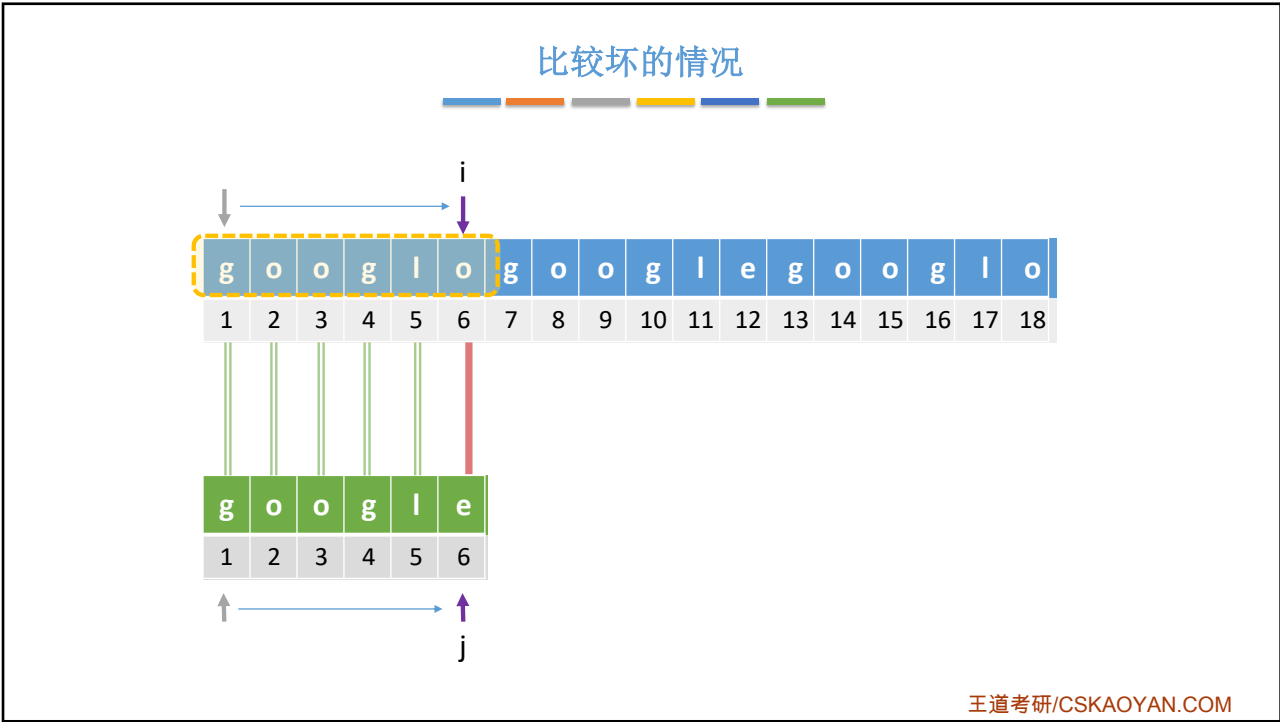 比较坏的情况
i
g o o g l o g o o g l e g o o g l o
1 2 3 4 5 6 7 8 9 10 11 12 13 14 15 16 17 18
g o o g l e
1 2 3 4 5 6
j
王道考研/CSKAOYAN.COM